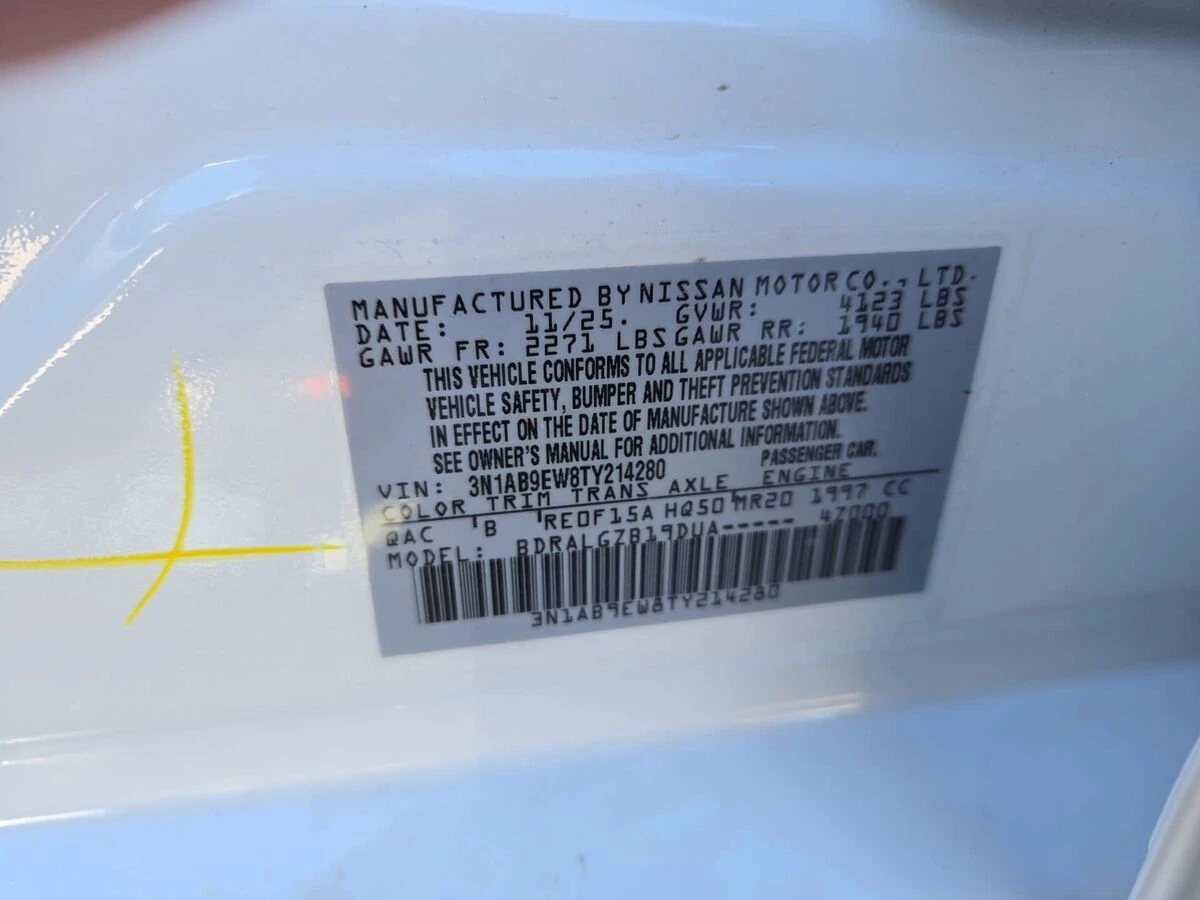 MANUFACTURED BY NISSAN MOTOR CO., LTD.
DATE: 11/25. GVWR: 4123 LBS
GAWR FR: 2271 LBS GAWR RR: 1940 LBS
THIS VEHICLE CONFORMS TO ALL APPLICABLE FEDERAL MOTOR
VEHICLE SAFETY, BUMPER AND THEFT PREVENTION STANDARDS
IN EFFECT ON THE DATE OF MANUFACTURE SHOWN ABOVE.
SEE OWNER'S MANUAL FOR ADDITIONAL INFORMATION.
VIN: 3N1AB9EW8TY214280 PASSENGER CAR.
COLOR TRIM TRANS AXLE ENGINE
QAC B RE0F15A HQ50 MR20 1997 CC
MODEL: BDRALGZB19DUA----- 47000
3N1AB9EW8TY214280